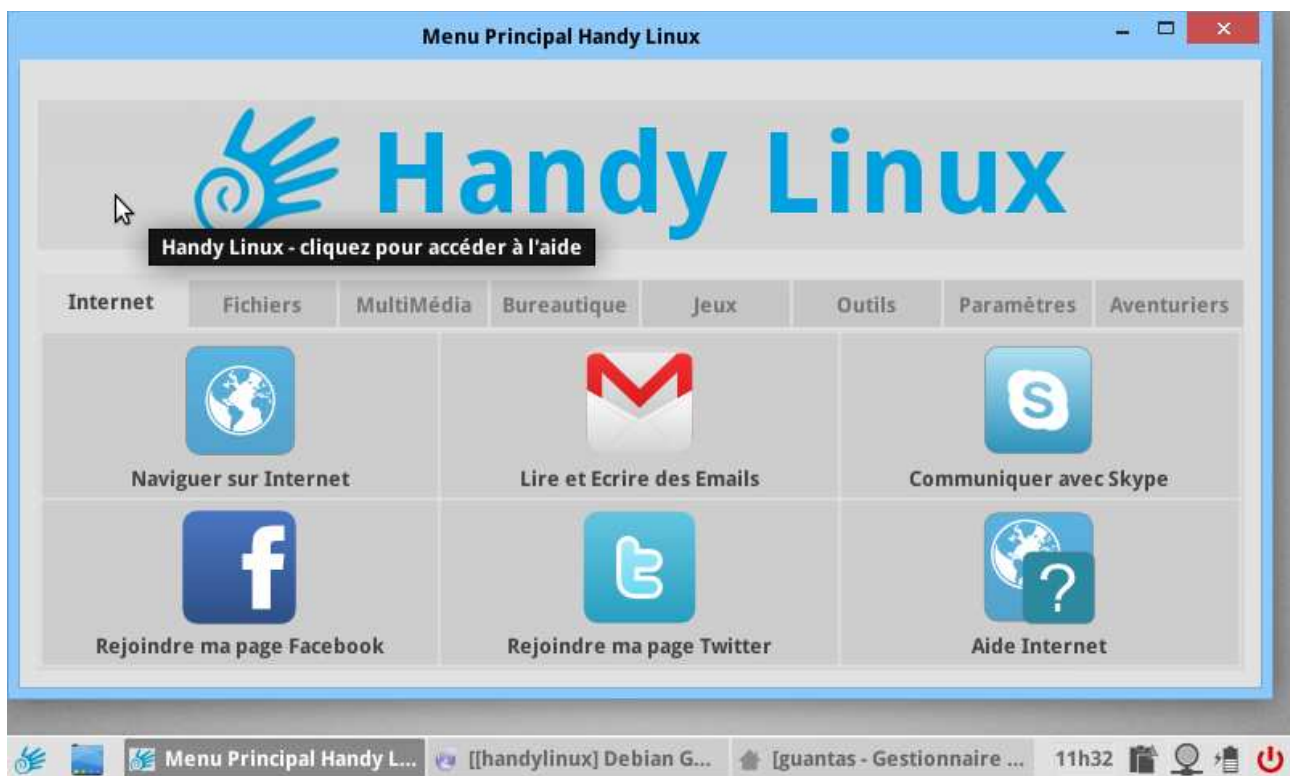 Menu Principal Handy Linux
Handy Linux
Handy Linux - cliquez pour accéder à l'aide
Internet Fichiers MultiMédia Bureautique Jeux Outils Paramètres Aventuriers
Naviguer sur Internet Lire et Ecrire des Emails Communiquer avec Skype
Rejoindre ma page Facebook Rejoindre ma page Twitter Aide Internet
Menu Principal Handy L... [[handylinux] Debian G... [guantas - Gestionnaire ... 11h32